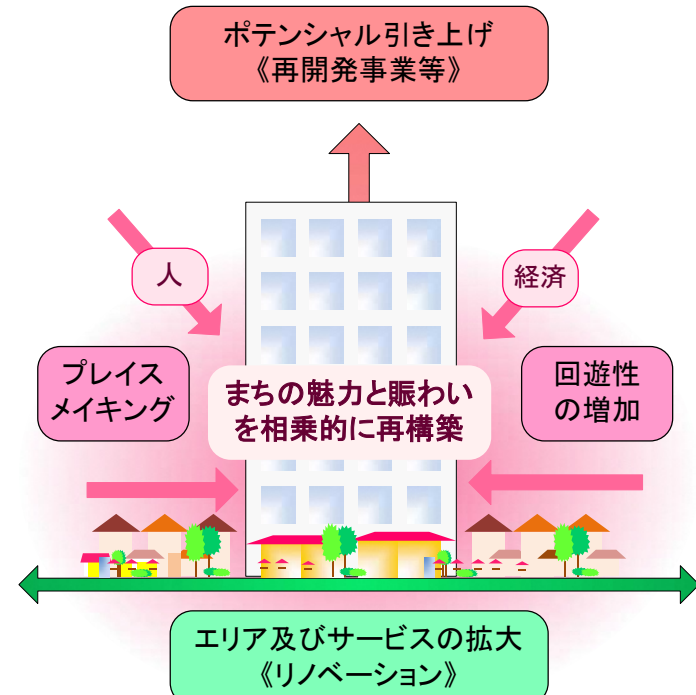 ポテンシャル引き上げ
《再開発事業等》
人
経済
プレイス
メイキング
まちの魅力と賑わい
を相乗的に再構築
回遊性
の増加
エリア及びサービスの拡大
《リノベーション》